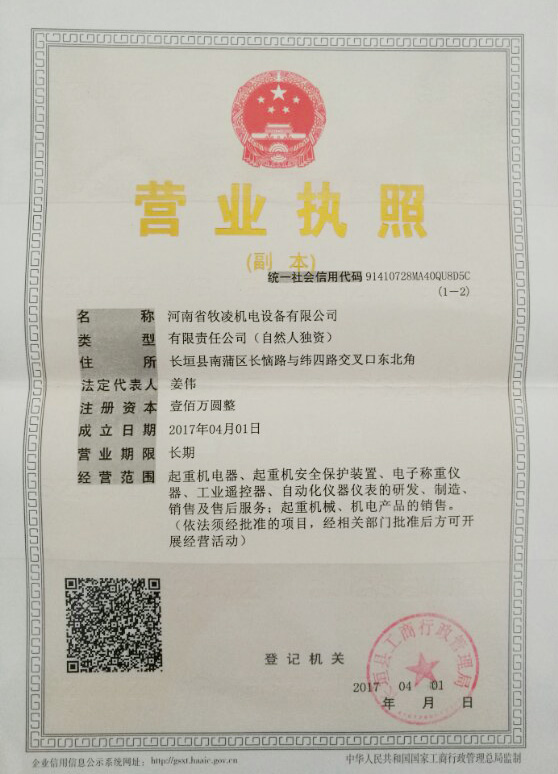 营业执照
(副 本)
统一社会信用代码 91410728MA40QU8D5C
(1-2)
名 称 河南省牧凌机电设备有限公司
类 型 有限责任公司（自然人独资）
住 所 长垣县南蒲区长恼路与纬四路交叉口东北角
法定代表人 姜伟
注册资本 壹佰万圆整
成立日期 2017年04月01日
营业期限 长期
经营范围 起重机电器、起重机安全保护装置、电子称重仪
器、工业遥控器、自动化仪器仪表的研发、制造、
销售及售后服务；起重机械、机电产品的销售。
（依法须经批准的项目，经相关部门批准后方可开
展经营活动）
垣县工商行政管理局
登记机关
2017 04 01
年 月 日
企业信用信息公示系统网址： http://gsxt.haaic.gov.cn
中华人民共和国国家工商行政管理总局监制